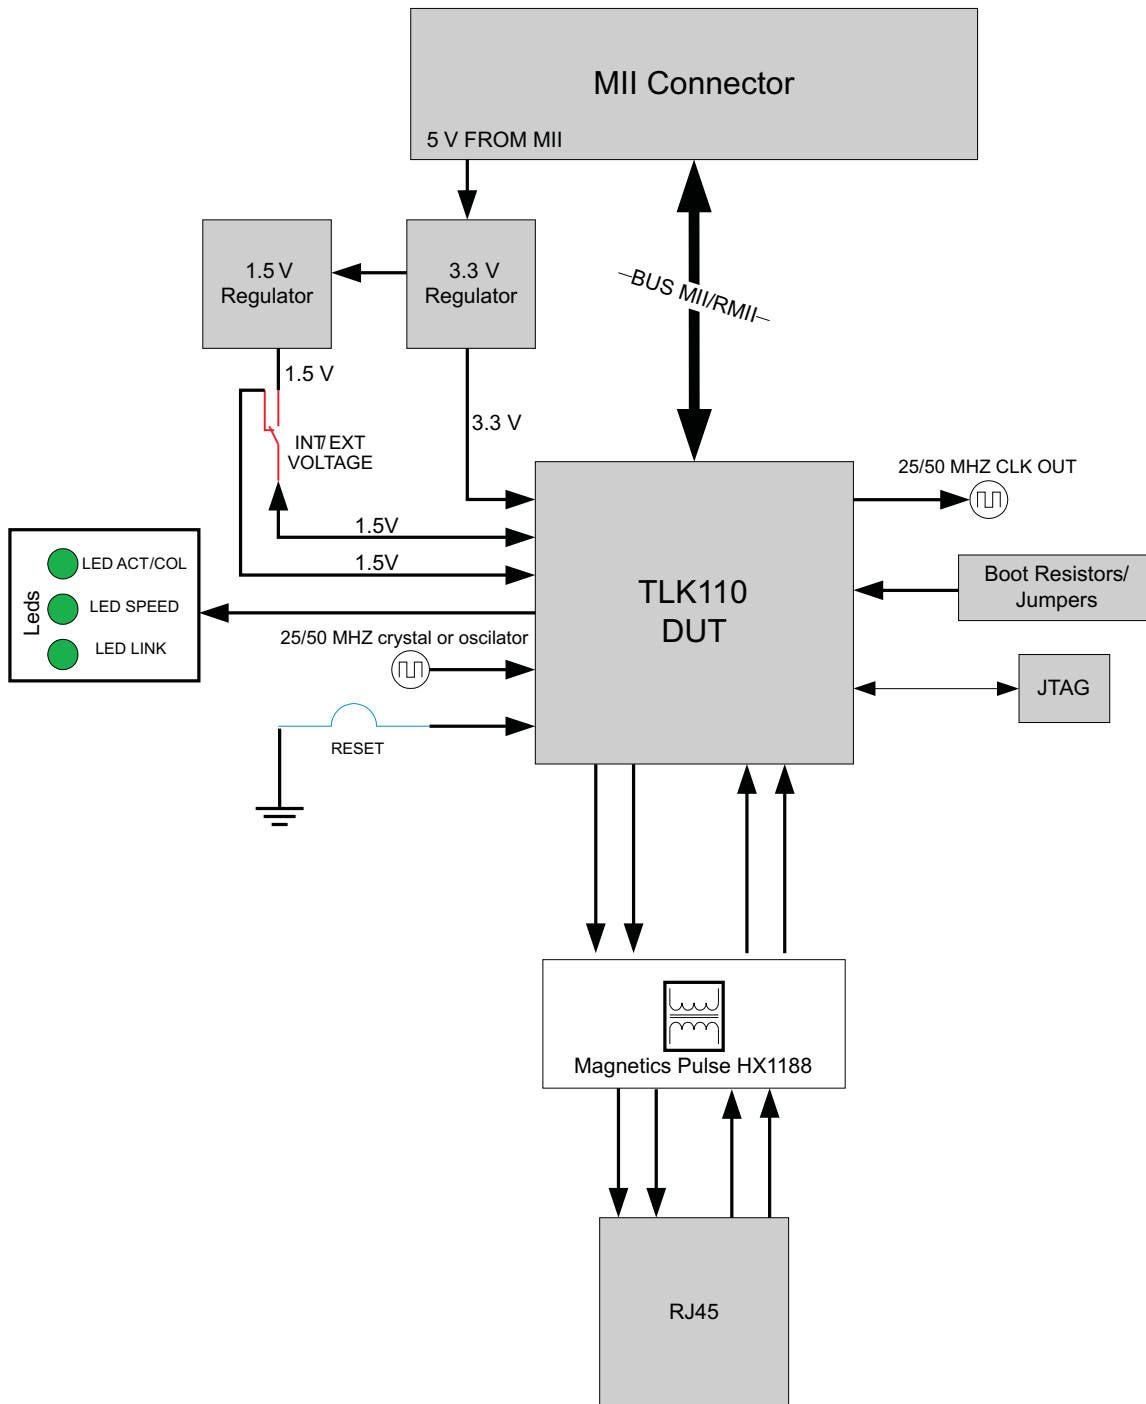 MII Connector
5 V FROM MII
1.5 V
Regulator
3.3 V
Regulator
BUS MII/RMII
1.5 V
3.3 V
INT/EXT
VOLTAGE
25/50 MHZ CLK OUT
1.5V
1.5V
Leds
LED ACT/COL
LED SPEED
LED LINK
TLK110
DUT
Boot Resistors/
Jumpers
25/50 MHZ crystal or oscilator
JTAG
RESET
Magnetics Pulse HX1188
RJ45